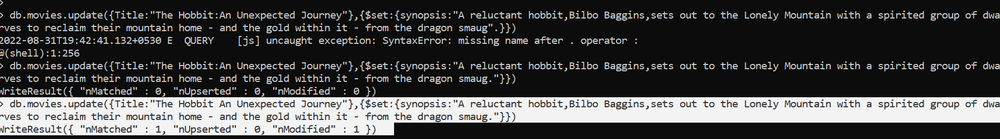 >
> db.movies.update({Title:"The Hobbit:An Unexpected Journey"},{$set:{synopsis:"A reluctant hobbit,Bilbo Baggins,sets out to the Lonely Mountain with a spirited group of dwa
rves to reclaim their mountain home - and the gold within it - from the dragon smaug".}})
2022-08-31T19:42:41.132+0530 E  QUERY    [js] uncaught exception: SyntaxError: missing name after . operator :
@(shell):1:256
> db.movies.update({Title:"The Hobbit:An Unexpected Journey"},{$set:{synopsis:"A reluctant hobbit,Bilbo Baggins,sets out to the Lonely Mountain with a spirited group of dwa
rves to reclaim their mountain home - and the gold within it - from the dragon smaug."}})
WriteResult({ "nMatched" : 0, "nUpserted" : 0, "nModified" : 0 })
> db.movies.update({Title:"The Hobbit An Unexpected Journey"},{$set:{synopsis:"A reluctant hobbit,Bilbo Baggins,sets out to the Lonely Mountain with a spirited group of dwa
rves to reclaim their mountain home - and the gold within it - from the dragon smaug."}})
WriteResult({ "nMatched" : 1, "nUpserted" : 0, "nModified" : 1 })